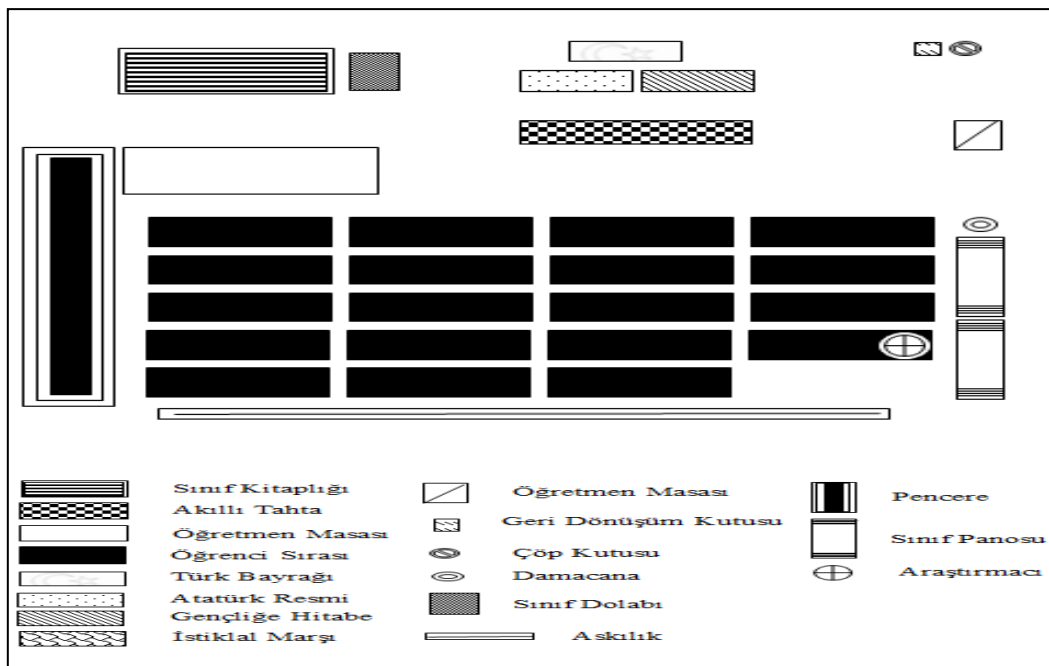 Sınıf Kitaplığı
Akıllı Tahta
Öğretmen Masası
Öğrenci Sırası
Türk Bayrağı
Atatürk Resmi
Gençliğe Hitabe
İstiklal Marşı
Öğretmen Masası
Geri Dönüşüm Kutusu
Çöp Kutusu
Damacana
Sınıf Dolabı
Askılık
Pencere
Sınıf Panosu
Araştırmacı